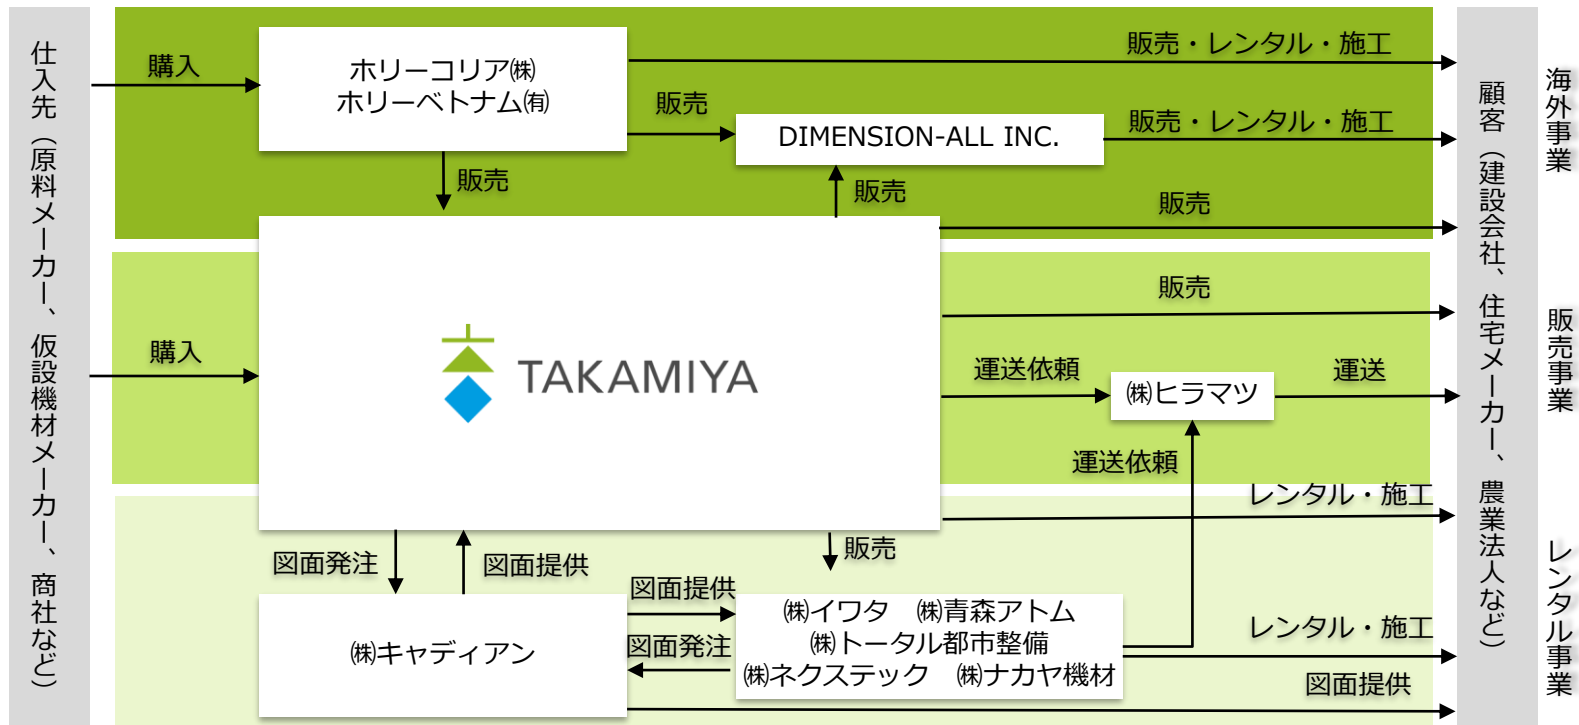 仕入先（原料メーカー、仮設機材メーカー、商社など）
購入
ホリーコリア㈱
ホリーベトナム㈲
販売・レンタル・施工
販売
DIMENSION-ALL INC.
販売・レンタル・施工
販売
販売
販売
購入
TAKAMIYA
販売
運送依頼
㈱ヒラマツ
運送
運送依頼
レンタル・施工
図面発注
図面提供
販売
図面提供
図面発注
㈱キャディアン
㈱イワタ　㈱青森アトム
㈱トータル都市整備
㈱ネクステック　㈱ナカヤ機材
レンタル・施工
図面提供
顧客（建設会社、住宅メーカー、農業法人など）
海外事業
販売事業
レンタル事業